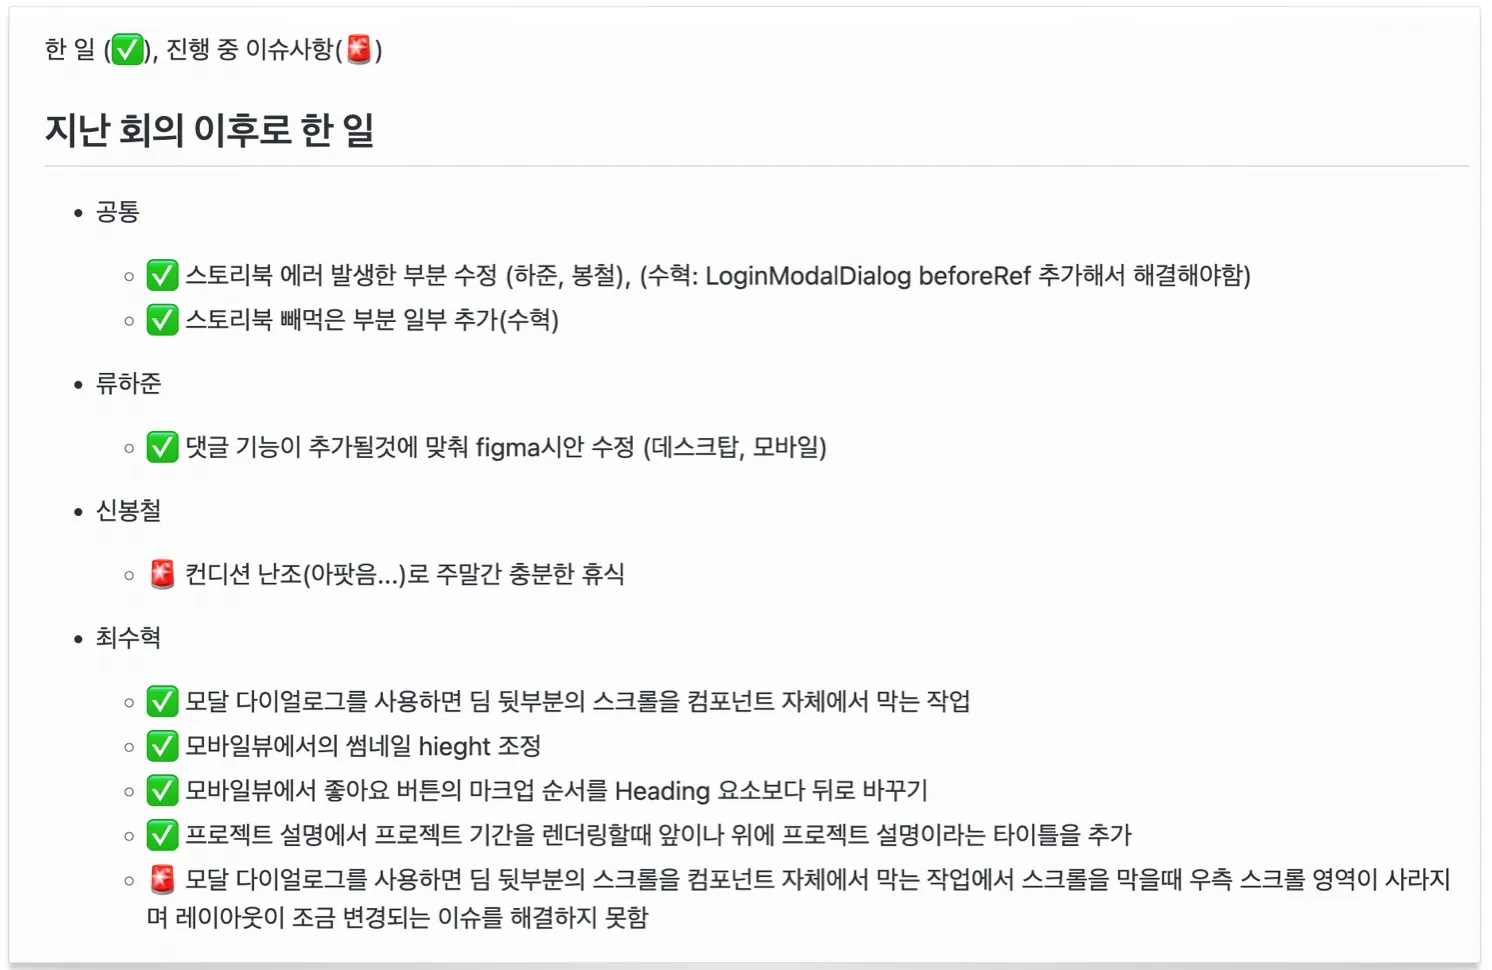 한 일 (✅), 진행 중 이슈사항(🚨)
지난 회의 이후로 한 일
• 공통
◦ ✅ 스토리북 에러 발생한 부분 수정 (하준, 봉철), (수혁: LoginModalDialog beforeRef 추가해서 해결해야함)
◦ ✅ 스토리북 빼먹은 부분 일부 추가(수혁)
• 류하준
◦ ✅ 댓글 기능이 추가될것에 맞춰 figma시안 수정 (데스크탑, 모바일)
• 신봉철
◦ 🚨 컨디션 난조(아팟음...)로 주말간 충분한 휴식
• 최수혁
◦ ✅ 모달 다이얼로그를 사용하면 딤 뒷부분의 스크롤을 컴포넌트 자체에서 막는 작업
◦ ✅ 모바일뷰에서의 썸네일 hieght 조정
◦ ✅ 모바일뷰에서 좋아요 버튼의 마크업 순서를 Heading 요소보다 뒤로 바꾸기
◦ ✅ 프로젝트 설명에서 프로젝트 기간을 렌더링할때 앞이나 위에 프로젝트 설명이라는 타이틀을 추가
◦ 🚨 모달 다이얼로그를 사용하면 딤 뒷부분의 스크롤을 컴포넌트 자체에서 막는 작업에서 스크롤을 막을때 우측 스크롤 영역이 사라지
며 레이아웃이 조금 변경되는 이슈를 해결하지 못함